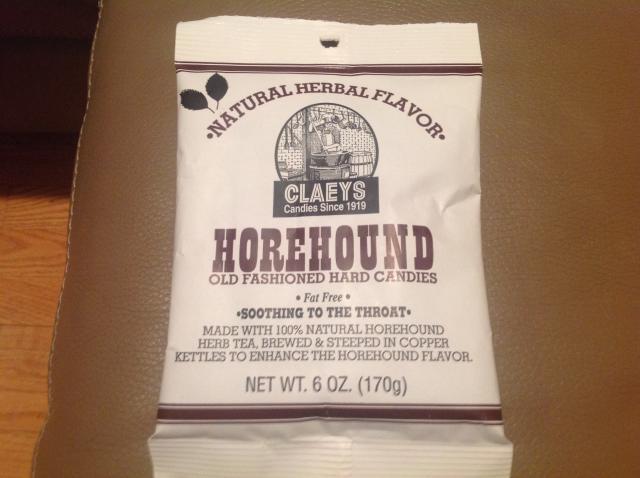 •NATURAL HERBAL FLAVOR•
CLAEYS
Candies Since 1919
HOREHOUND
OLD FASHIONED HARD CANDIES
• Fat Free •
•SOOTHING TO THE THROAT•
MADE WITH 100% NATURAL HOREHOUND
HERB TEA, BREWED & STEEPED IN COPPER
KETTLES TO ENHANCE THE HOREHOUND FLAVOR.
NET WT. 6 OZ. (170g)